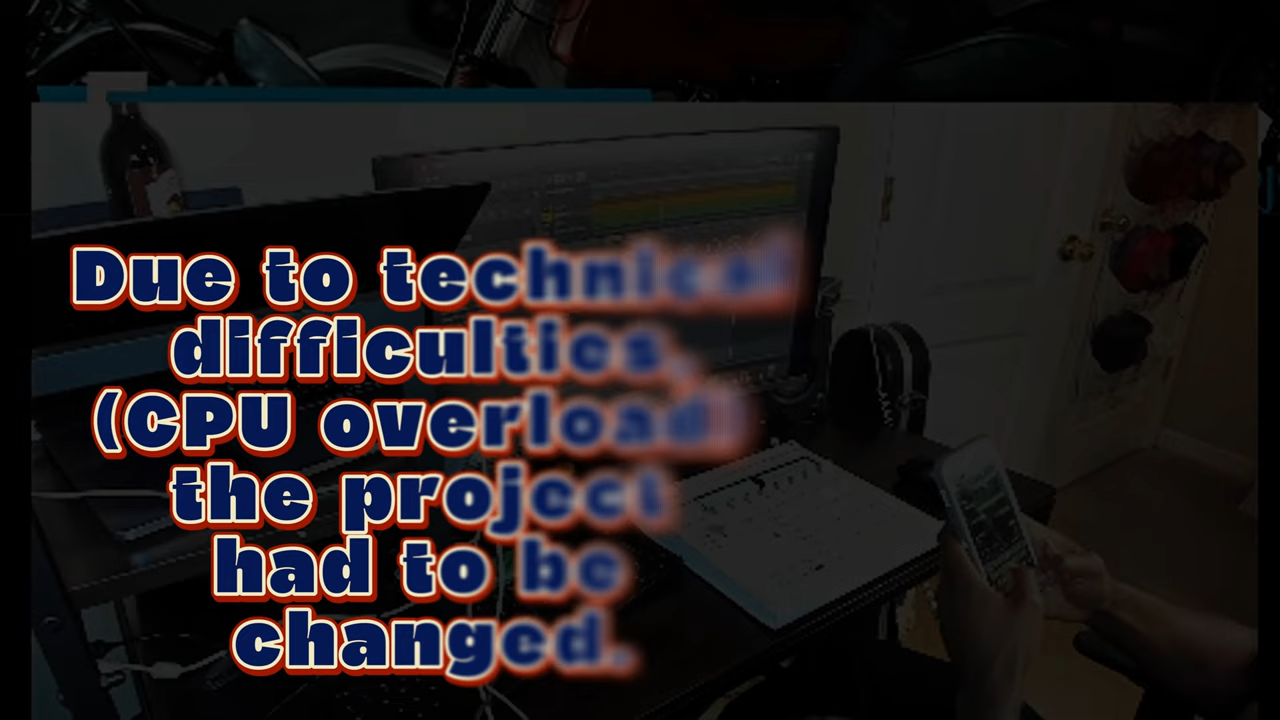 Due to technical
difficulties,
(CPU overload)
the project
had to be
changed.